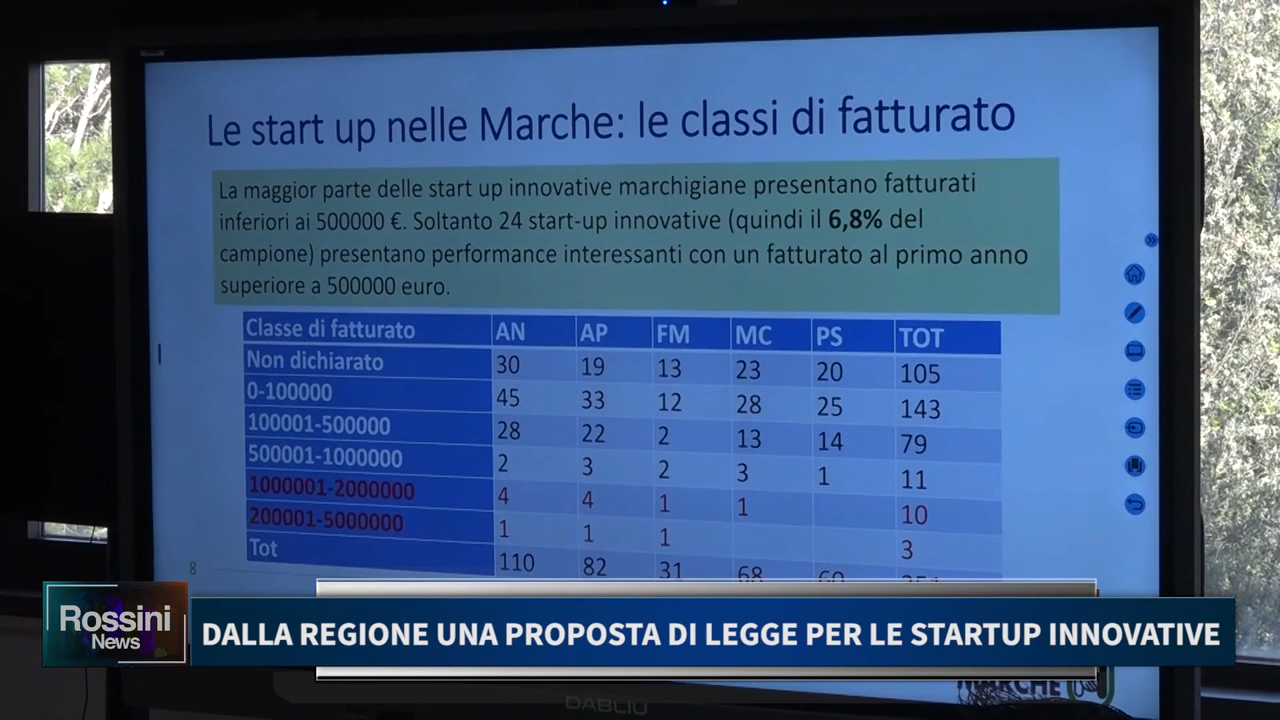 Le start up nelle Marche: le classi di fatturato
La maggior parte delle start up innovative marchigiane presentano fatturati
inferiori ai 500000 €. Soltanto 24 start-up innovative (quindi il 6,8% del
campione) presentano performance interessanti con un fatturato al primo anno
superiore a 500000 euro.
Classe di fatturato AN AP FM MC PS TOT
Non dichiarato 30 19 13 23 20 105
0-100000 45 33 12 28 25 143
100001-500000 28 22 2 13 14 79
500001-1000000 2 3 2 3 1 11
1000001-2000000 4 4 1 1 10
200001-5000000 1 1 1 3
Tot 110 82 31 68 60
8
Rossini
News
DALLA REGIONE UNA PROPOSTA DI LEGGE PER LE STARTUP INNOVATIVE
MARCHE
DABLIU